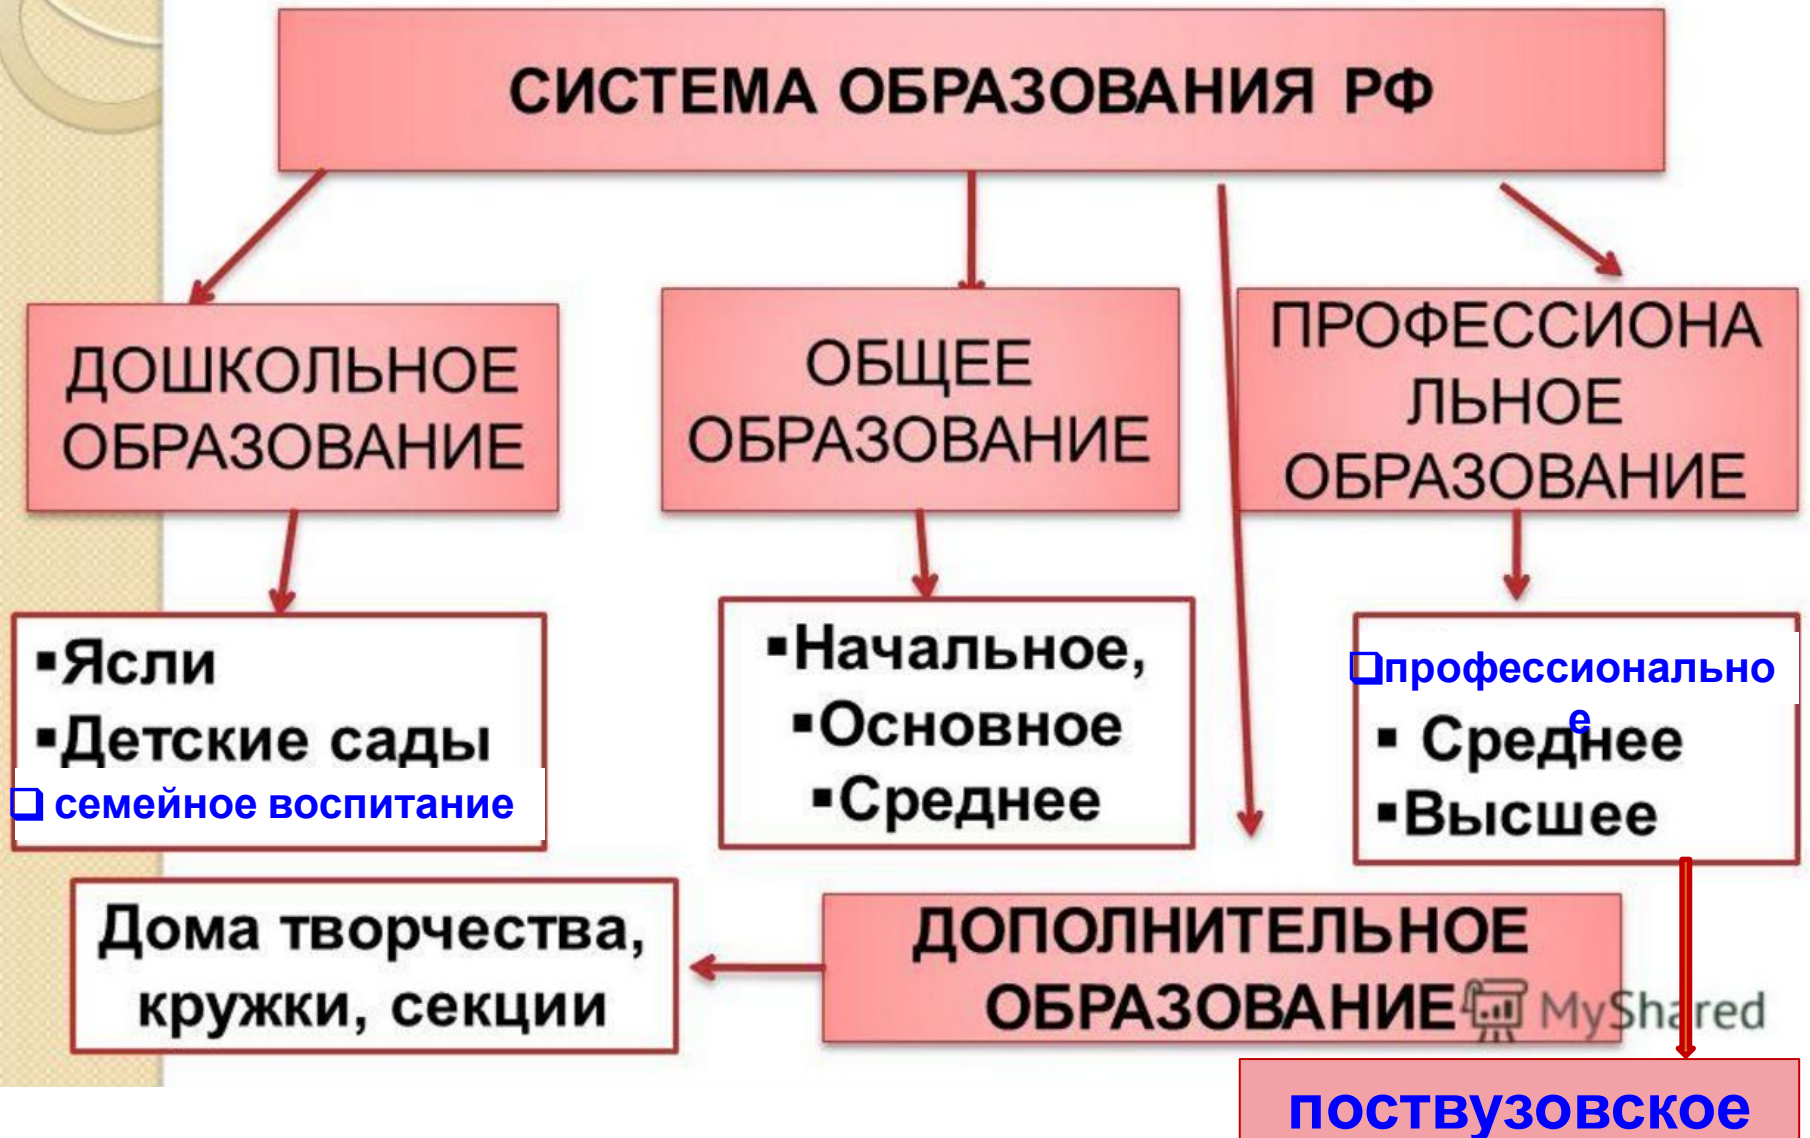 СИСТЕМА ОБРАЗОВАНИЯ РФ
ДОШКОЛЬНОЕ
ОБРАЗОВАНИЕ
ОБЩЕЕ
ОБРАЗОВАНИЕ
ПРОФЕССИОНА
ЛЬНОЕ
ОБРАЗОВАНИЕ
▪Ясли
▪Детские сады
❑ семейное воспитание
▪Начальное,
▪Основное
▪Среднее
❑профессионально
е
▪ Среднее
▪Высшее
Дома творчества,
кружки, секции
ДОПОЛНИТЕЛЬНОЕ
ОБРАЗОВАНИЕ
MyShared
поствузовское